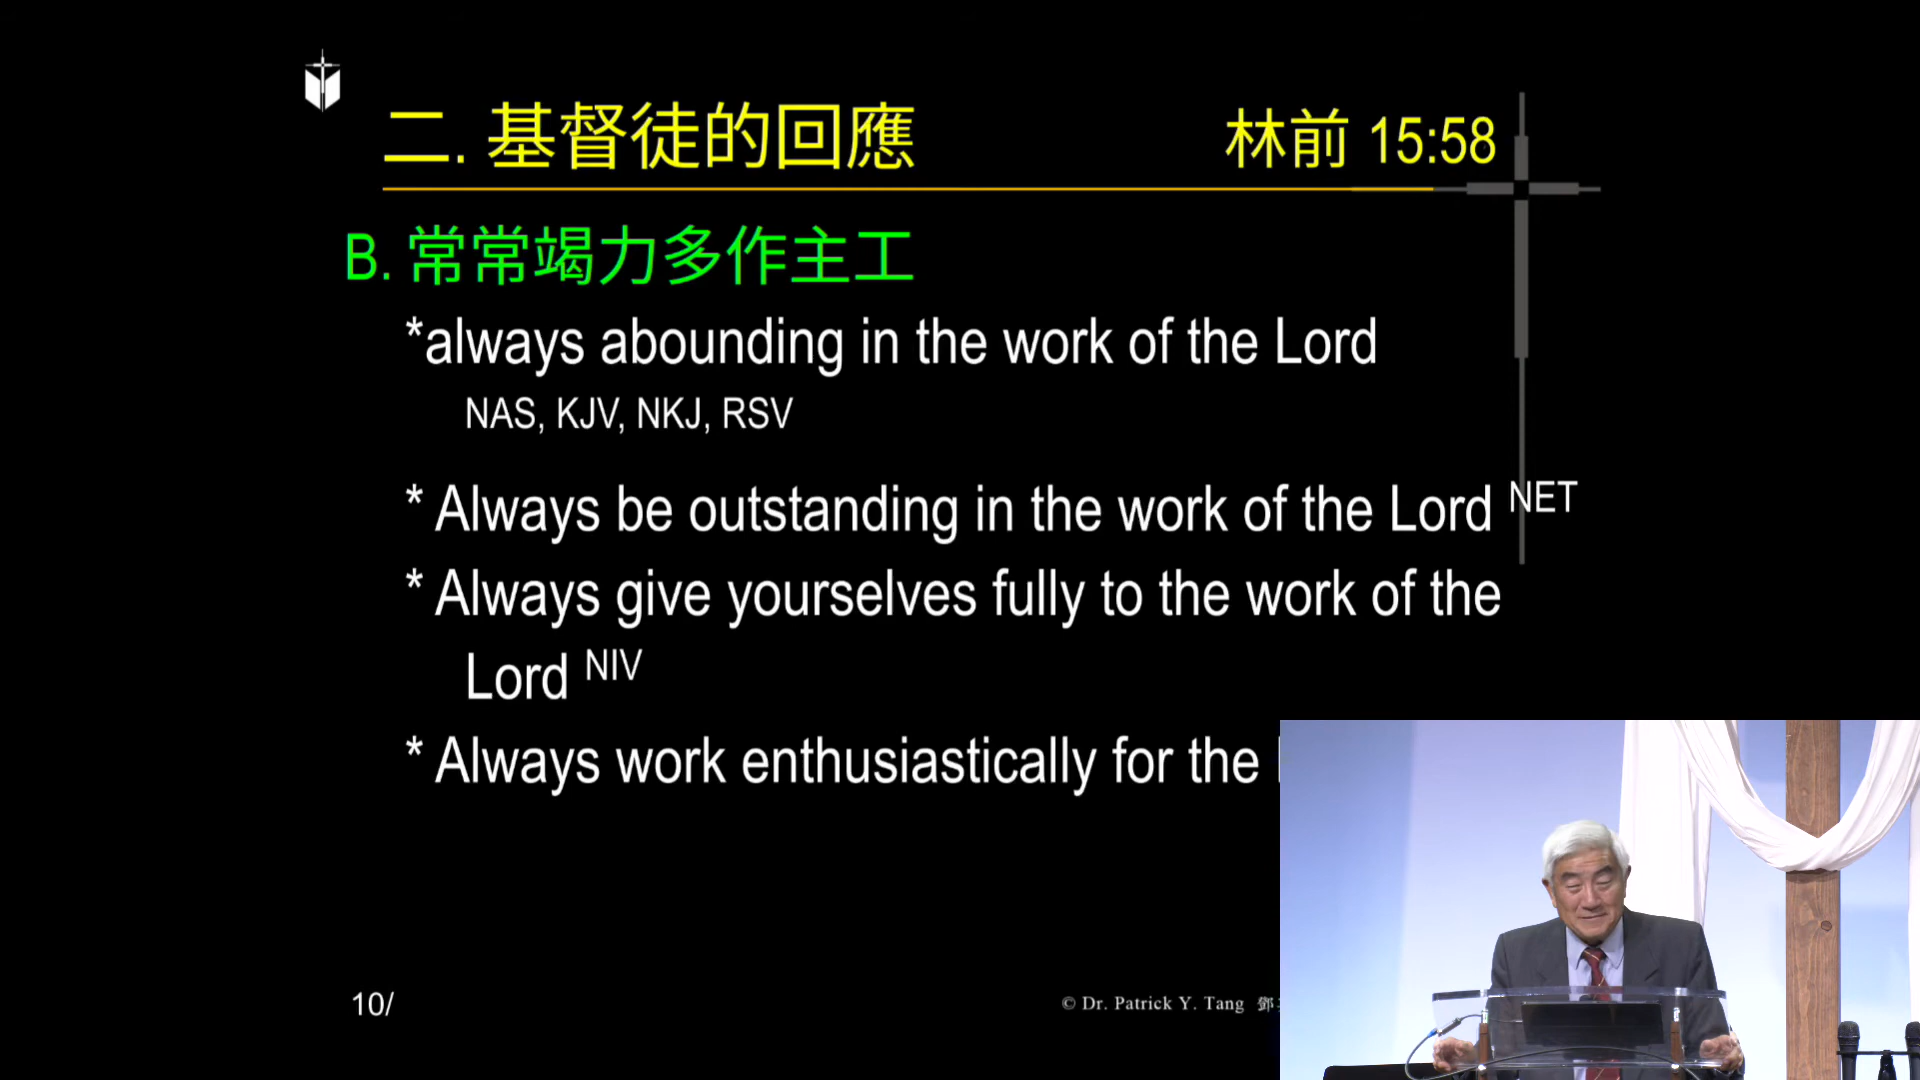 二. 基督徒的回應 林前 15:58
B. 常常竭力多作主工
*always abounding in the work of the Lord
NAS, KJV, NKJ, RSV
* Always be outstanding in the work of the Lord NET
* Always give yourselves fully to the work of the
Lord NIV
* Always work enthusiastically for the
10/
© Dr. Patrick Y. Tang 鄧